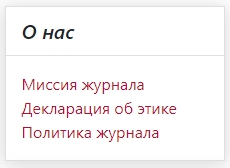 О нас
Миссия журнала
Декларация об этике
Политика журнала